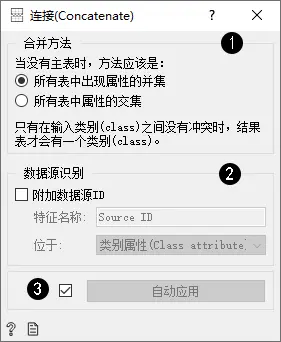 连接(Concatenate)
? ×
合并方法
1
当没有主表时，方法应该是:
所有表中出现属性的并集
所有表中属性的交集
只有在输入类别(class)之间没有冲突时，结果
表才会有一个类别(class)。
数据源识别
2
附加数据源ID
特征名称: Source ID
位于: 类别属性(Class attribute)
3
自动应用
?